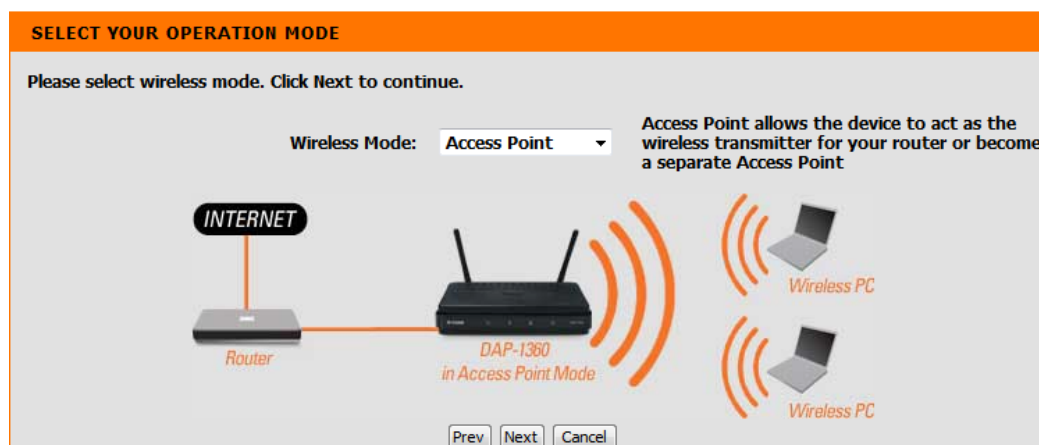 SELECT YOUR OPERATION MODE
Please select wireless mode. Click Next to continue.
Wireless Mode:
Access Point
Access Point allows the device to act as the
wireless transmitter for your router or become
a separate Access Point
INTERNET
Wireless PC
Router
DAP-1360
in Access Point Mode
Wireless PC
Prev
Next
Cancel